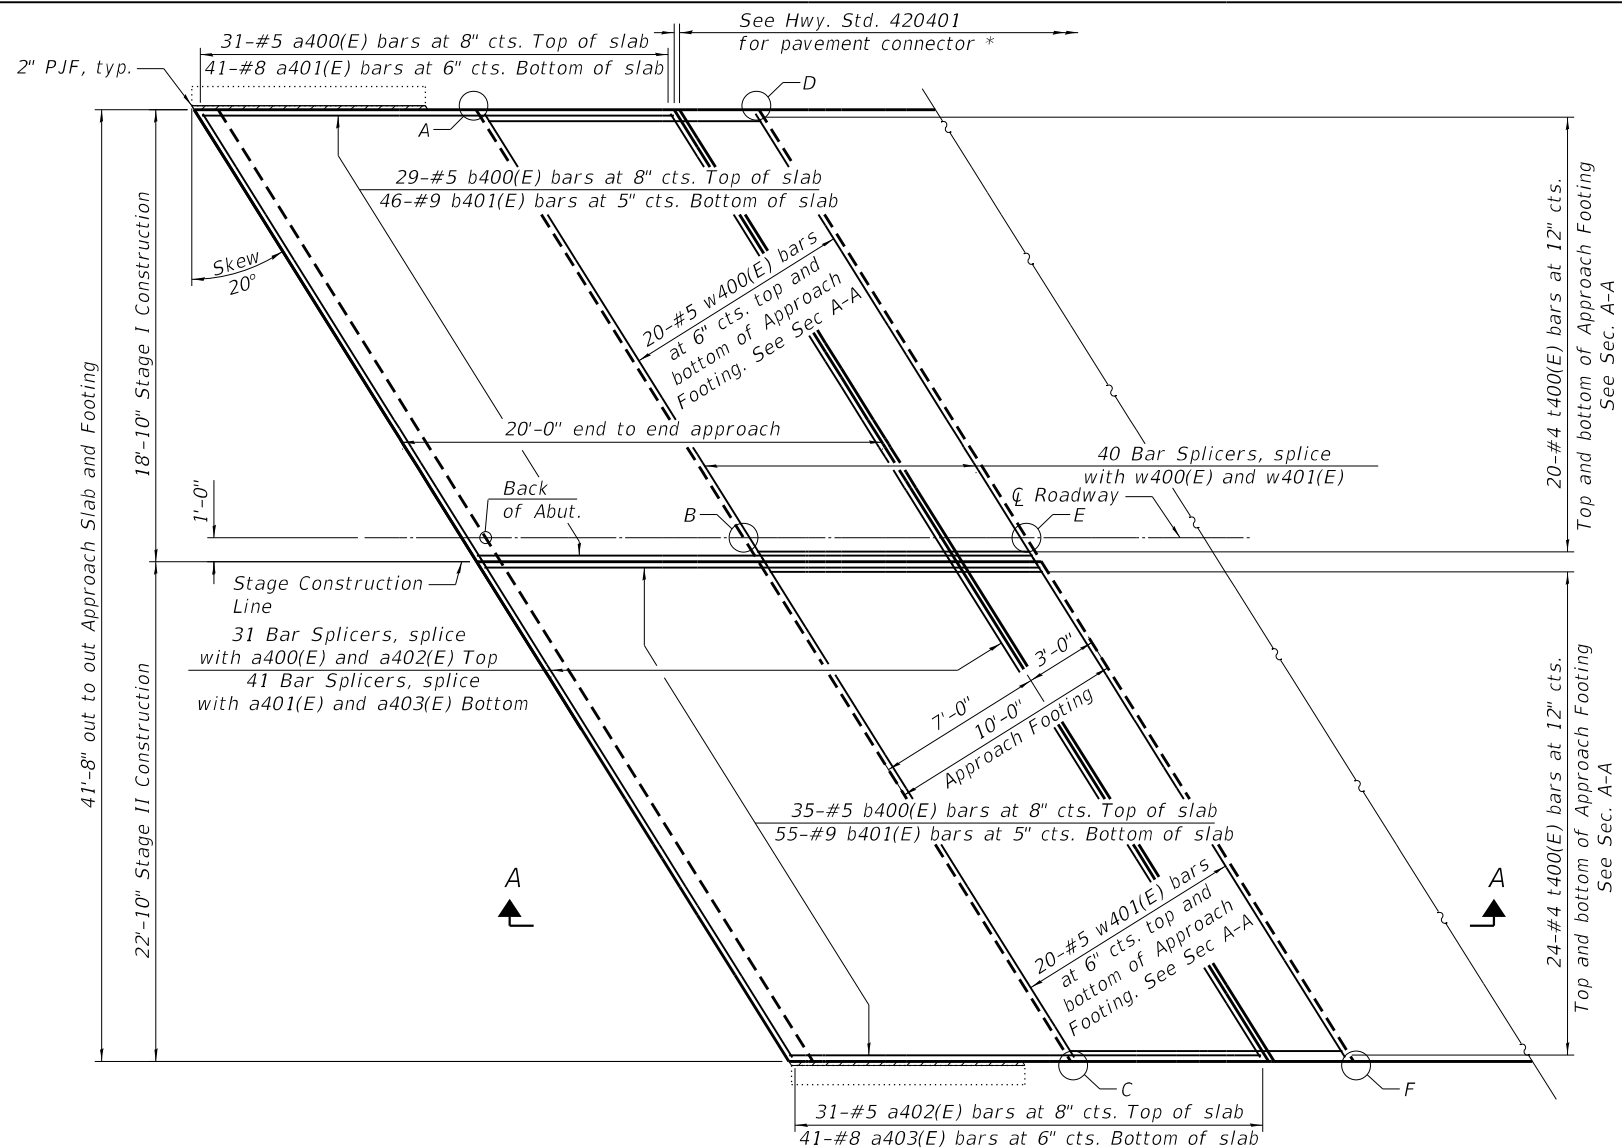 See Hwy. Std. 420401
for pavement connector *
31-#5 a400(E) bars at 8" cts. Top of slab
41-#8 a401(E) bars at 6" cts. Bottom of slab
2" PJF, typ.
A
D
29-#5 b400(E) bars at 8" cts. Top of slab
46-#9 b401(E) bars at 5" cts. Bottom of slab
Skew
20°
20-#5 w400(E) bars
at 6" cts. top and
bottom of Approach
Footing. See Sec A-A
41'-8" out to out Approach Slab and Footing
18'-10" Stage I Construction
20-#4 t400(E) bars at 12" cts.
Top and bottom of Approach Footing
See Sec. A-A
20'-0" end to end approach
40 Bar Splicers, splice
with w400(E) and w401(E)
1'-0"
Back
of Abut.
B
℄ Roadway
E
Stage Construction
Line
31 Bar Splicers, splice
with a400(E) and a402(E) Top
41 Bar Splicers, splice
with a401(E) and a403(E) Bottom
3'-0"
7'-0"
10'-0"
Approach Footing
22'-10" Stage II Construction
24-#4 t400(E) bars at 12" cts.
Top and bottom of Approach Footing
See Sec. A-A
35-#5 b400(E) bars at 8" cts. Top of slab
55-#9 b401(E) bars at 5" cts. Bottom of slab
A
A
20-#5 w401(E) bars
at 6" cts. top and
bottom of Approach
Footing. See Sec A-A
C
F
31-#5 a402(E) bars at 8" cts. Top of slab
41-#8 a403(E) bars at 6" cts. Bottom of slab